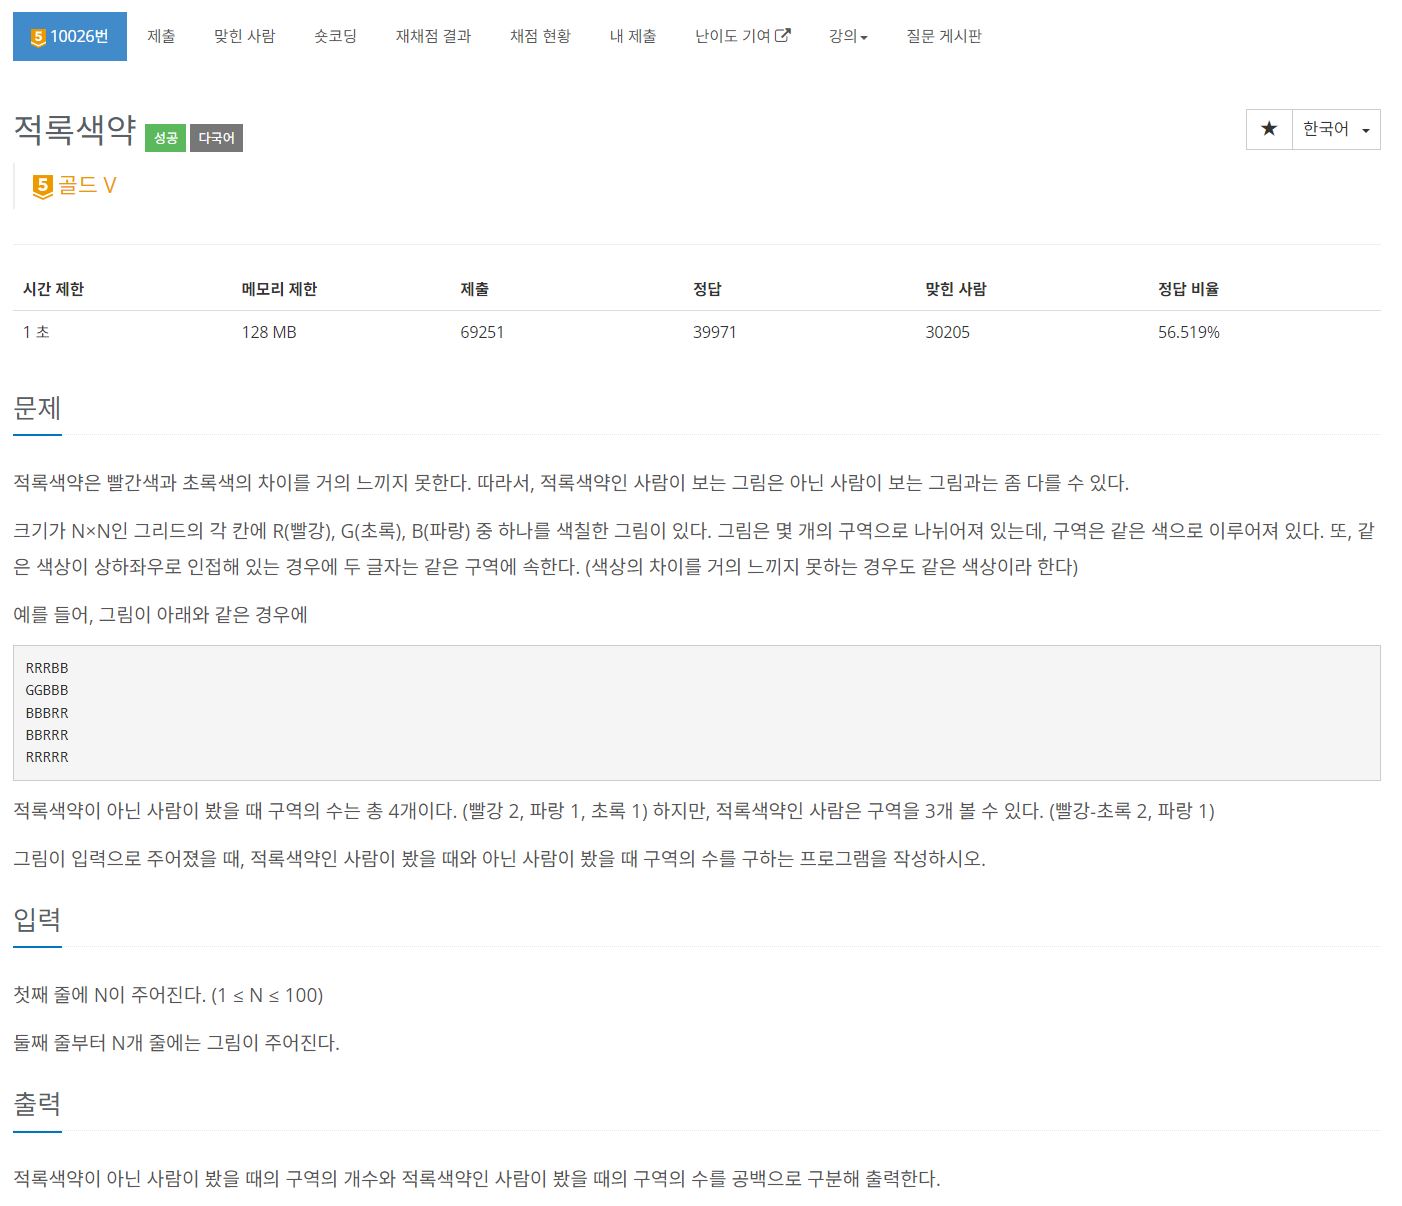 5 10026번 제출 맞힌 사람 숏코딩 재채점 결과 채점 현황 내 제출 난이도 기여 강의 질문 게시판
적록색약 성공 다국어 ★ 한국어
5 골드 V
시간 제한 메모리 제한 제출 정답 맞힌 사람 정답 비율
1 초 128 MB 69251 39971 30205 56.519%
문제
적록색약은 빨간색과 초록색의 차이를 거의 느끼지 못한다. 따라서, 적록색약인 사람이 보는 그림은 아닌 사람이 보는 그림과는 좀 다를 수 있다.
크기가 N×N인 그리드의 각 칸에 R(빨강), G(초록), B(파랑) 중 하나를 색칠한 그림이 있다. 그림은 몇 개의 구역으로 나뉘어져 있는데, 구역은 같은 색으로 이루어져 있다. 또, 같
은 색상이 상하좌우로 인접해 있는 경우에 두 글자는 같은 구역에 속한다. (색상의 차이를 거의 느끼지 못하는 경우도 같은 색상이라 한다)
예를 들어, 그림이 아래와 같은 경우에
RRRBB
GGBBB
BBBRR
BBRRR
RRRRR
적록색약이 아닌 사람이 봤을 때 구역의 수는 총 4개이다. (빨강 2, 파랑 1, 초록 1) 하지만, 적록색약인 사람은 구역을 3개 볼 수 있다. (빨강-초록 2, 파랑 1)
그림이 입력으로 주어졌을 때, 적록색약인 사람이 봤을 때와 아닌 사람이 봤을 때 구역의 수를 구하는 프로그램을 작성하시오.
입력
첫째 줄에 N이 주어진다. (1 ≤ N ≤ 100)
둘째 줄부터 N개 줄에는 그림이 주어진다.
출력
적록색약이 아닌 사람이 봤을 때의 구역의 개수와 적록색약인 사람이 봤을 때의 구역의 수를 공백으로 구분해 출력한다.